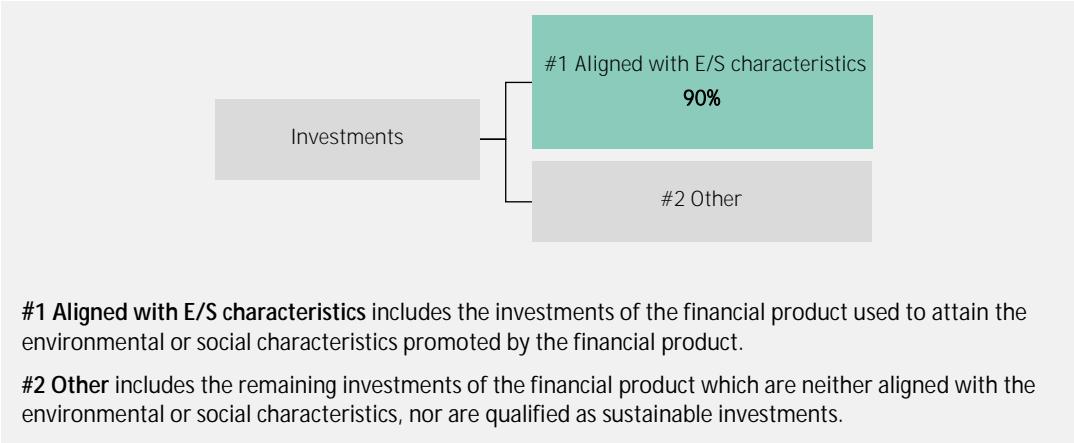 #1 Aligned with E/S characteristics
90%
Investments
#2 Other
#1 Aligned with E/S characteristics includes the investments of the financial product used to attain the
environmental or social characteristics promoted by the financial product.
#2 Other includes the remaining investments of the financial product which are neither aligned with the
environmental or social characteristics, nor are qualified as sustainable investments.